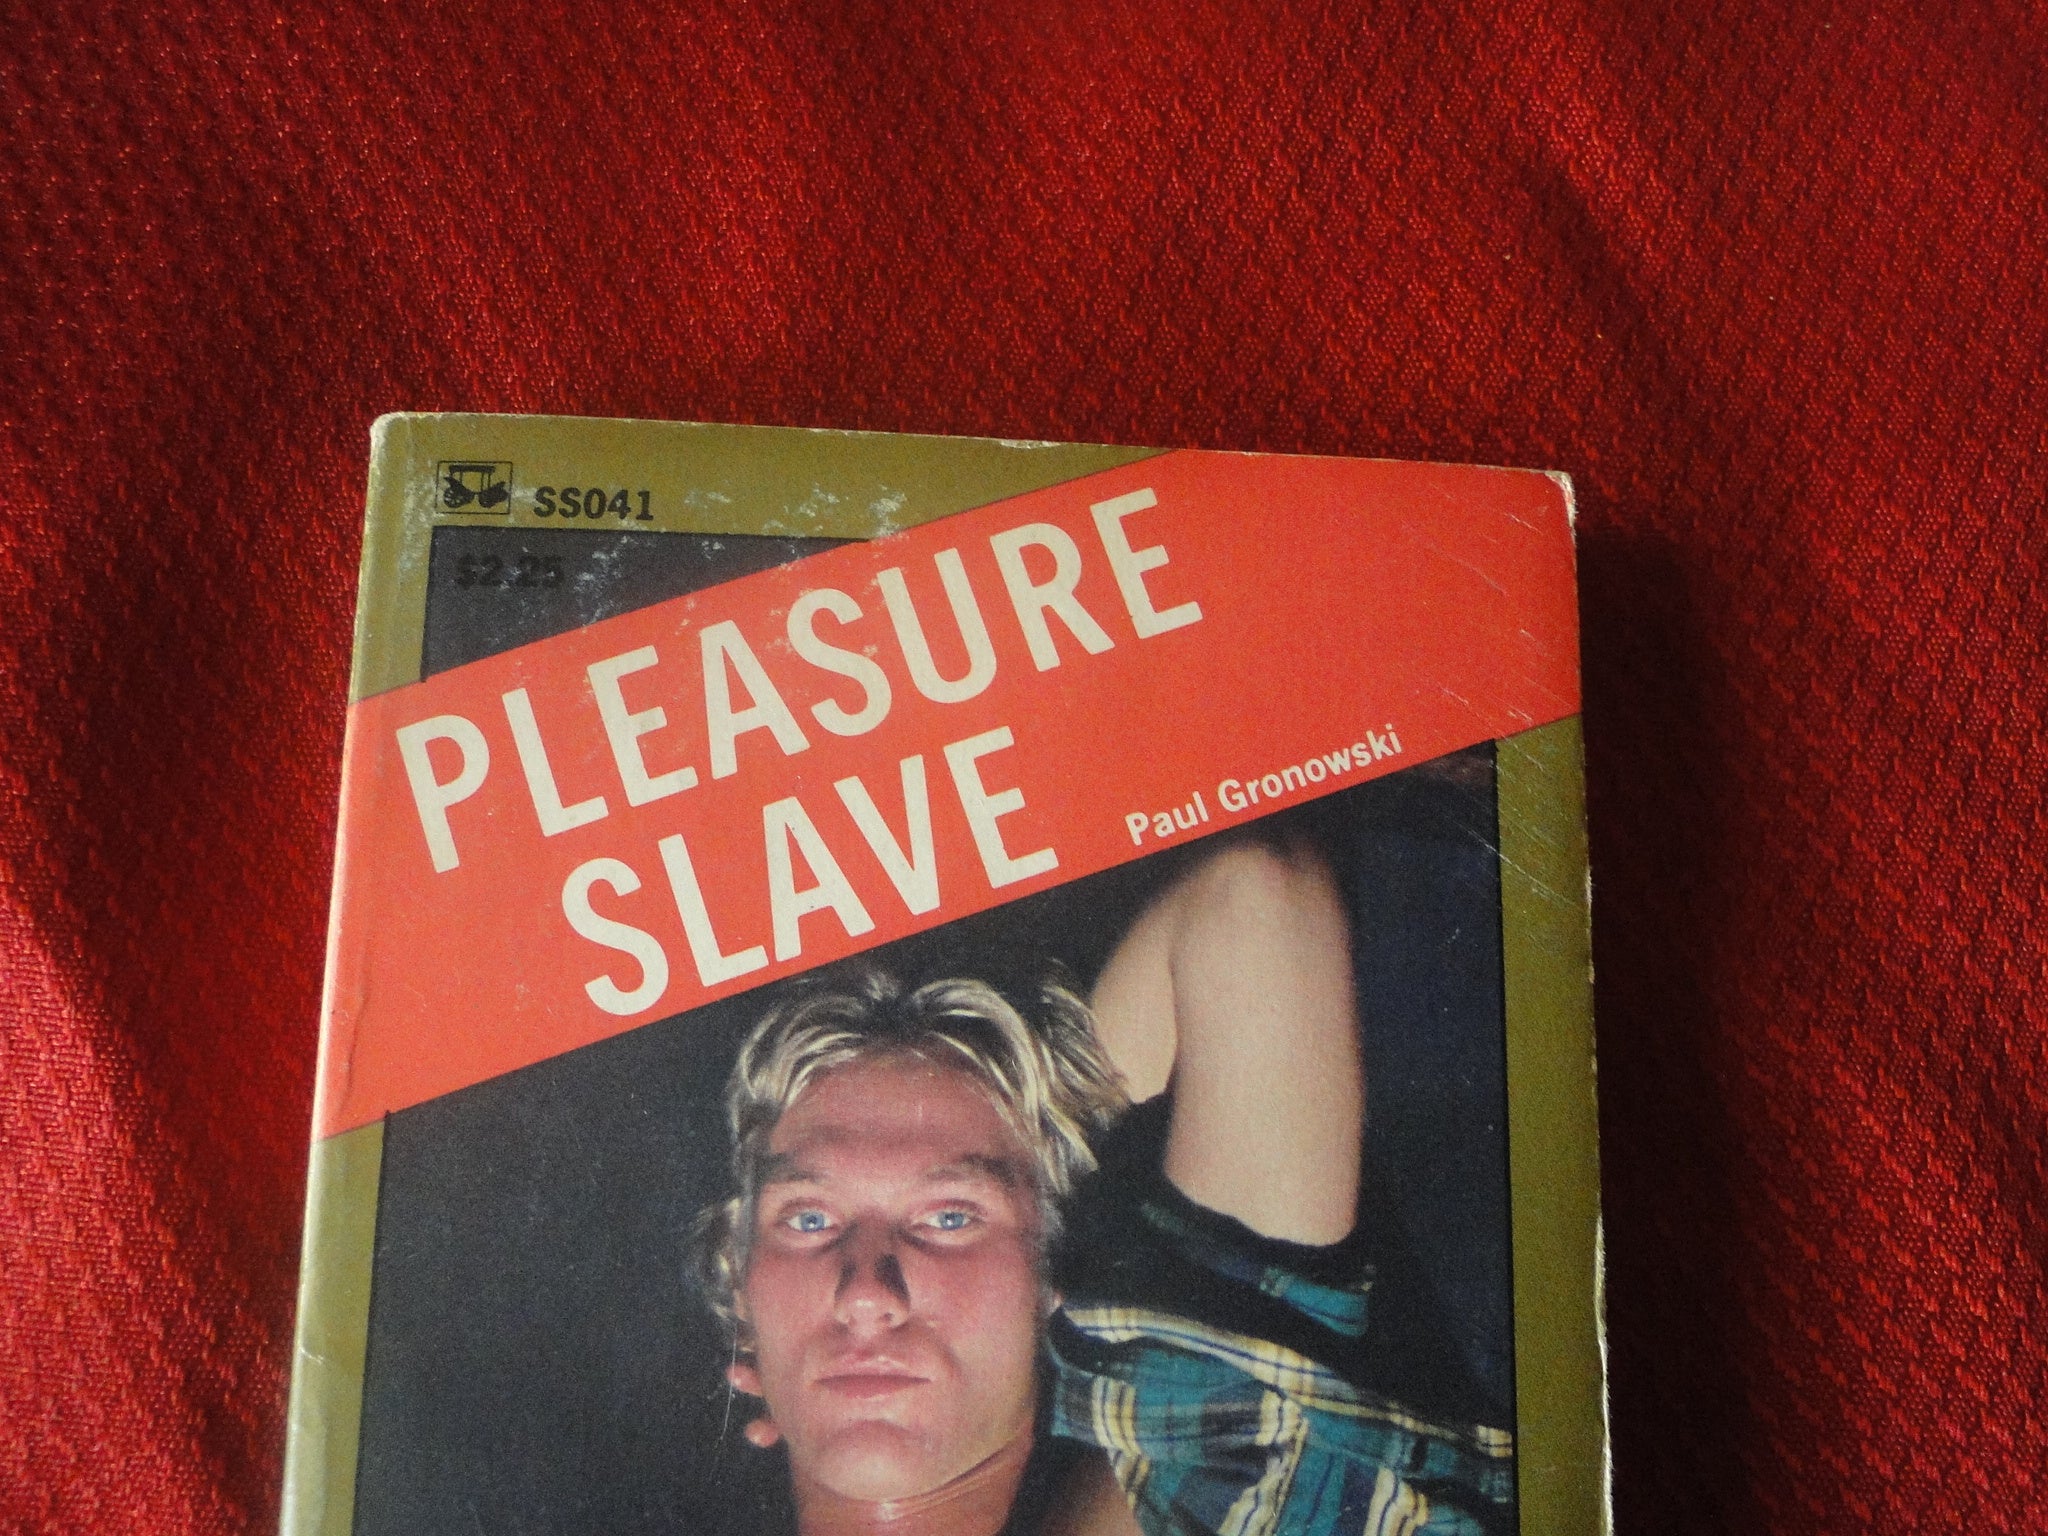 SS041
$2.25
PLEASURE
SLAVE
Paul Gronowski